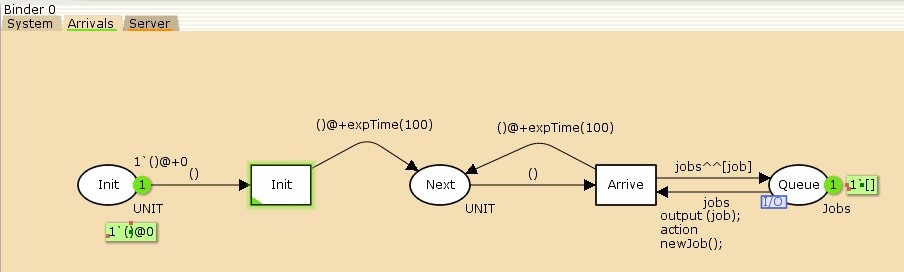 Binder 0
System Arrivals Server
()@+expTime(100) ()@+expTime(100)
1`()@+0
() () jobs^^[job]
Init 1 Init Next Arrive Queue 1 1`[]
I/O
UNIT UNIT jobs Jobs
output (job);
1`()@0 action
newJob();